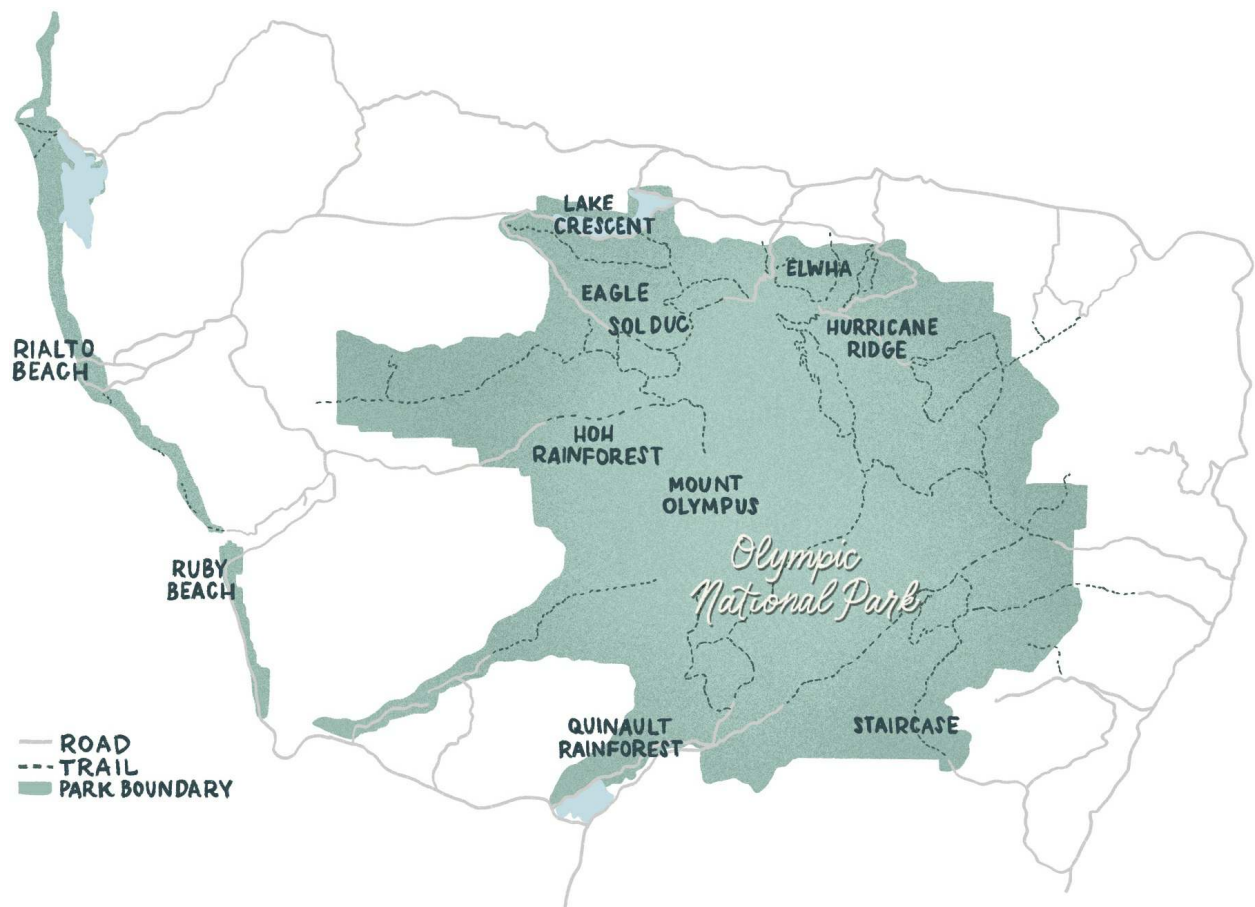 LAKE
CRESCENT
ELWHA
EAGLE
SOL DUC
HURRICANE
RIDGE
RIALTO
BEACH
HOH
RAINFOREST
MOUNT
OLYMPUS
Olympic
National Park
RUBY
BEACH
QUINAULT
RAINFOREST
STAIRCASE
ROAD
TRAIL
PARK BOUNDARY